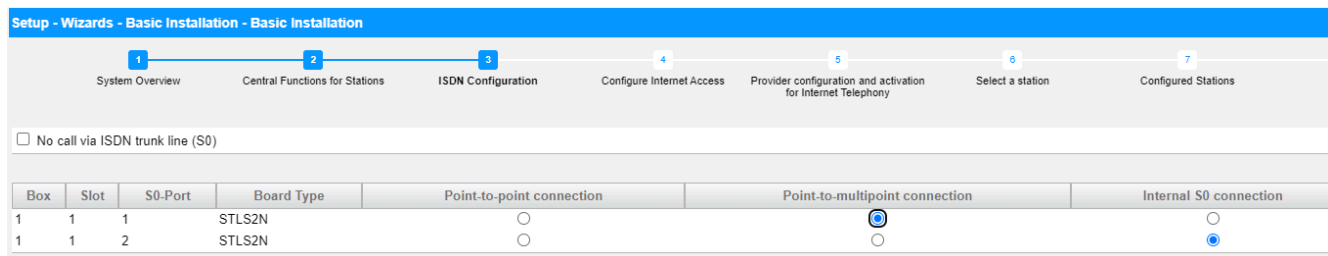 Setup - Wizards - Basic Installation - Basic Installation
1 2 3 4 5 6 7
System Overview Central Functions for Stations ISDN Configuration Configure Internet Access Provider configuration and activation Select a station Configured Stations
for Internet Telephony
No call via ISDN trunk line (S0)
Box Slot S0-Port Board Type Point-to-point connection Point-to-multipoint connection Internal S0 connection
1 1 1 STLS2N
1 1 2 STLS2N